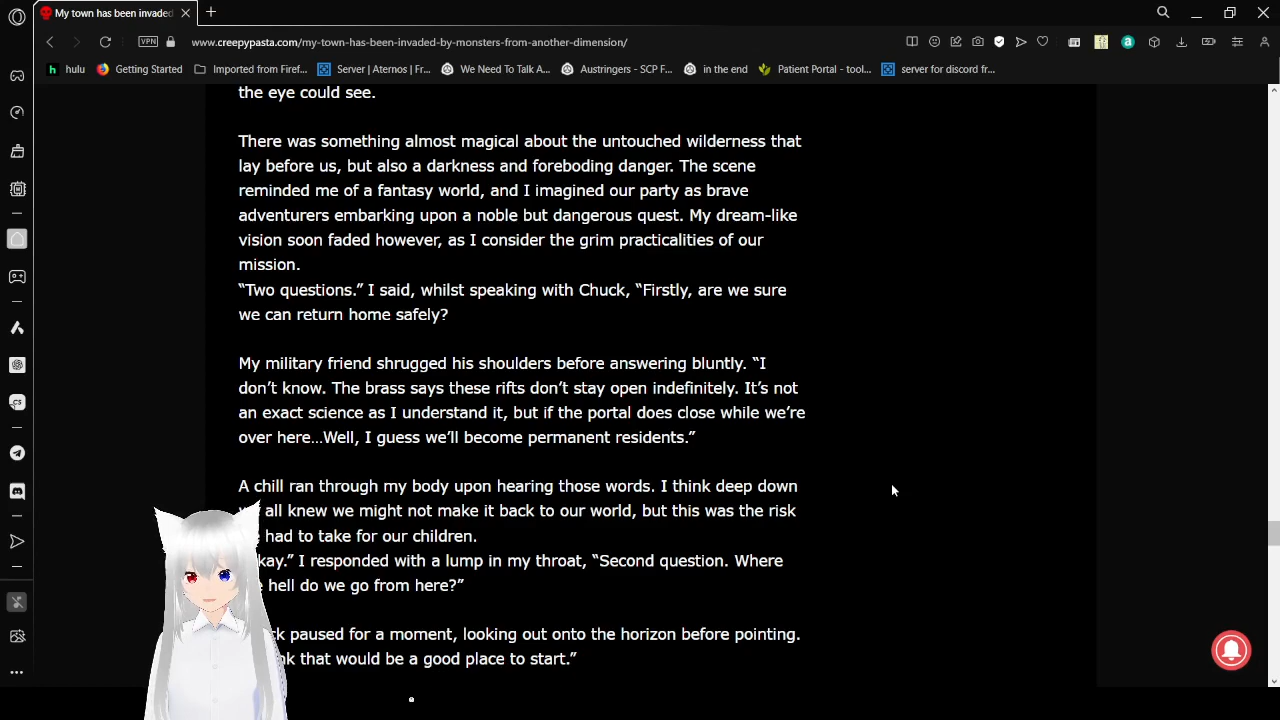 My town has been invaded
VPN
www.creepypasta.com/my-town-has-been-invaded-by-monsters-from-another-dimension/
hulu
Getting Started
Imported from Firef...
Server | Aternos | Fr...
We Need To Talk A...
Austringers - SCP F...
in the end
Patient Portal - tool...
server for discord fr...
the eye could see.
There was something almost magical about the untouched wilderness that
lay before us, but also a darkness and foreboding danger. The scene
reminded me of a fantasy world, and I imagined our party as brave
adventurers embarking upon a noble but dangerous quest. My dream-like
vision soon faded however, as I consider the grim practicalities of our
mission.
“Two questions.” I said, whilst speaking with Chuck, “Firstly, are we sure
we can return home safely?
My military friend shrugged his shoulders before answering bluntly. “I
don’t know. The brass says these rifts don’t stay open indefinitely. It’s not
an exact science as I understand it, but if the portal does close while we’re
over here…Well, I guess we’ll become permanent residents.”
A chill ran through my body upon hearing those words. I think deep down
all knew we might not make it back to our world, but this was the risk
had to take for our children.
kay.” I responded with a lump in my throat, “Second question. Where
hell do we go from here?”
ck paused for a moment, looking out onto the horizon before pointing.
nk that would be a good place to start.”